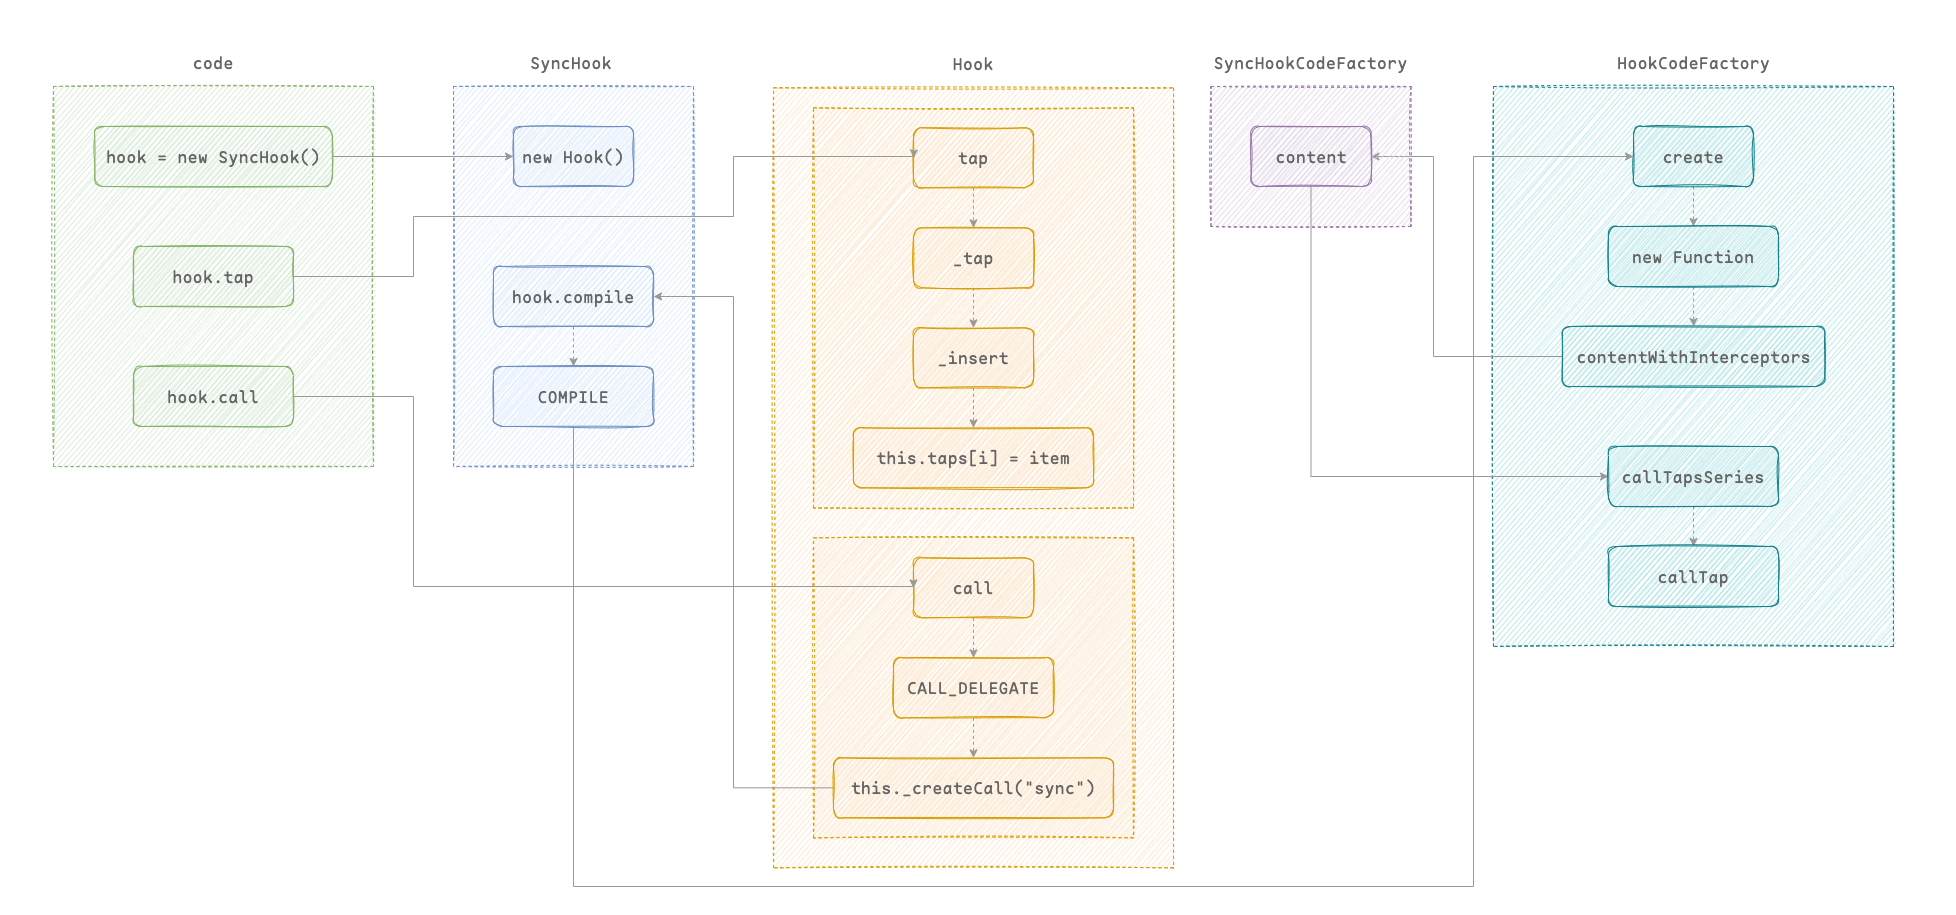 code
hook = new SyncHook()
hook.tap
hook.call
SyncHook
new Hook()
hook.compile
COMPILE
Hook
tap
_tap
_insert
this.taps[i] = item
call
CALL_DELEGATE
this._createCall("sync")
SyncHookCodeFactory
content
HookCodeFactory
create
new Function
contentWithInterceptors
callTapsSeries
callTap